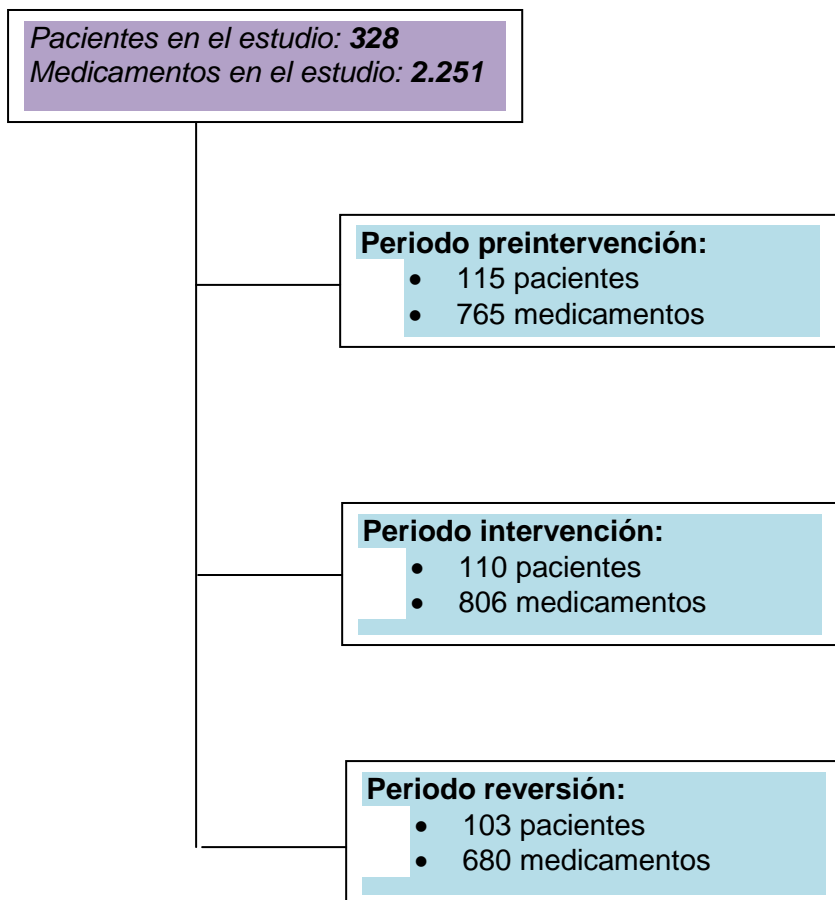 Pacientes en el estudio: 328
Medicamentos en el estudio: 2.251
Periodo preintervención:
• 115 pacientes
• 765 medicamentos
Periodo intervención:
• 110 pacientes
• 806 medicamentos
Periodo reversión:
• 103 pacientes
• 680 medicamentos